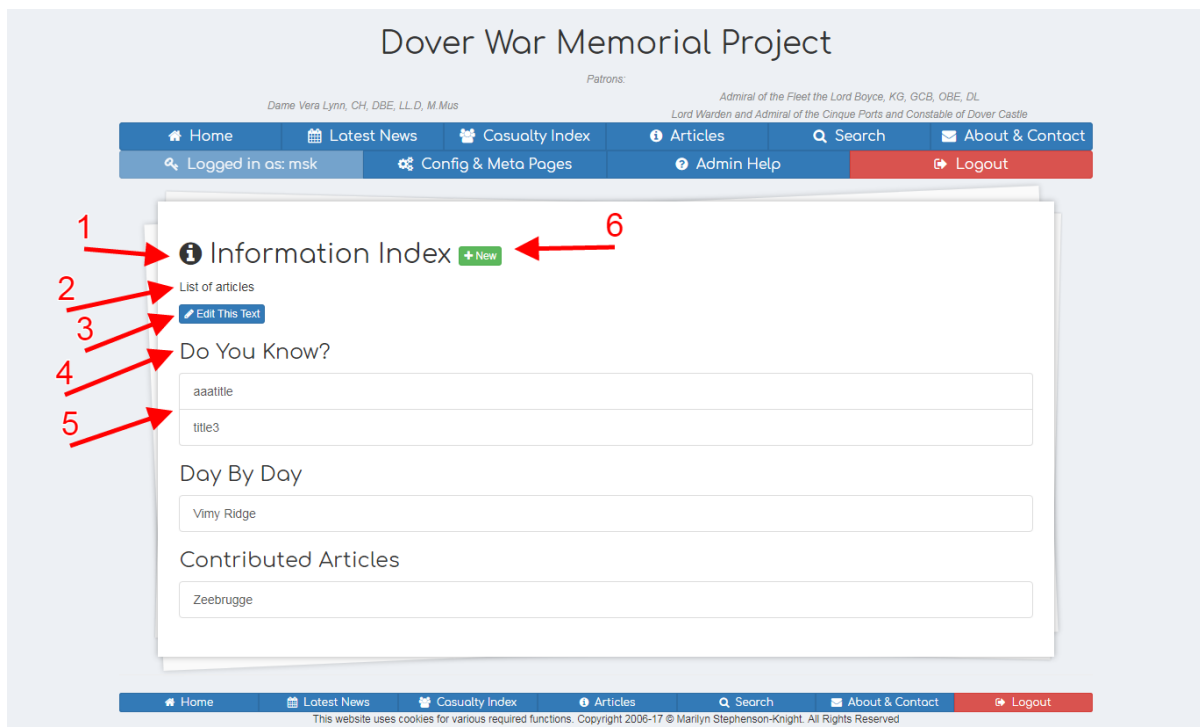 Dover War Memorial Project
Patrons:
Dame Vera Lynn, CH, DBE, LL.D, M.Mus
Admiral of the Fleet the Lord Boyce, KG, GCB, OBE, DL
Lord Warden and Admiral of the Cinque Ports and Constable of Dover Castle
Home Latest News Casualty Index Articles Search About & Contact
Logged in as: msk Config & Meta Pages Admin Help Logout
1 6
Information Index + New
2
List of articles
3
Edit This Text
4
Do You Know?
5
aaatitle
title3
Day By Day
Vimy Ridge
Contributed Articles
Zeebrugge
Home Latest News Casualty Index Articles Search About & Contact Logout
This website uses cookies for various required functions. Copyright 2006-17 © Marilyn Stephenson-Knight. All Rights Reserved